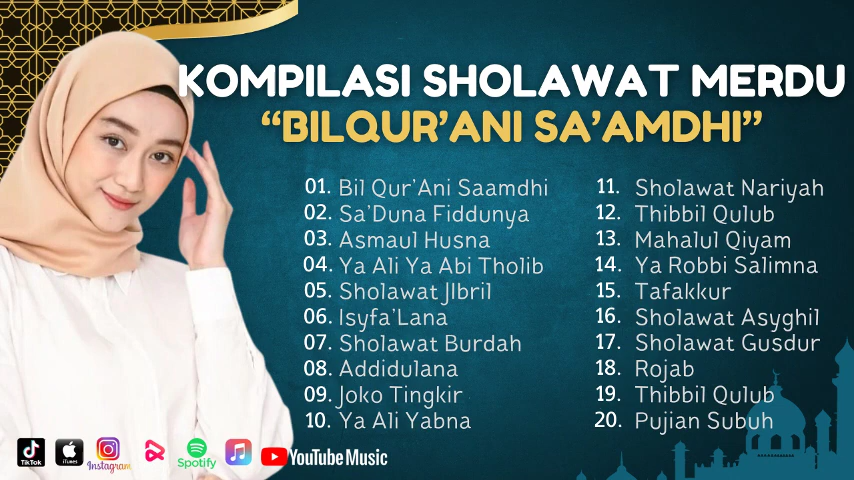 KOMPILASI SHOLAWAT MERDU
“BILQUR’ANI SA’AMDHI”
01. Bil Qur’Ani Saamdhi
02. Sa’Duna Fiddunya
03. Asmaul Husna
04. Ya Ali Ya Abi Tholib
05. Sholawat JIbril
06. Isyfa’Lana
07. Sholawat Burdah
08. Addidulana
09. Joko Tingkir
10. Ya Ali Yabna
11. Sholawat Nariyah
12. Thibbil Qulub
13. Mahalul Qiyam
14. Ya Robbi Salimna
15. Tafakkur
16. Sholawat Asyghil
17. Sholawat Gusdur
18. Rojab
19. Thibbil Qulub
20. Pujian Subuh
TikTok
iTunes
Instagram
Spotify
YouTube Music